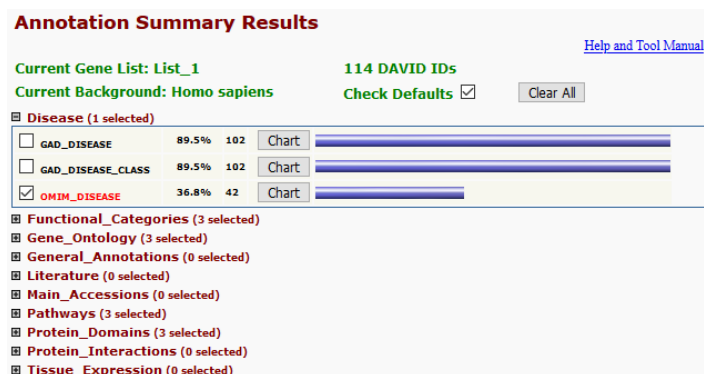 Annotation Summary Results
Help and Tool Manual
Current Gene List: List_1 114 DAVID IDs
Current Background: Homo sapiens Check Defaults Clear All
Disease (1 selected)
GAD_DISEASE 89.5% 102 Chart
GAD_DISEASE_CLASS 89.5% 102 Chart
OMIM_DISEASE 36.8% 42 Chart
Functional_Categories (3 selected)
Gene_Ontology (3 selected)
General_Annotations (0 selected)
Literature (0 selected)
Main_Accessions (0 selected)
Pathways (3 selected)
Protein_Domains (3 selected)
Protein_Interactions (0 selected)
Tissue_Expression (0 selected)